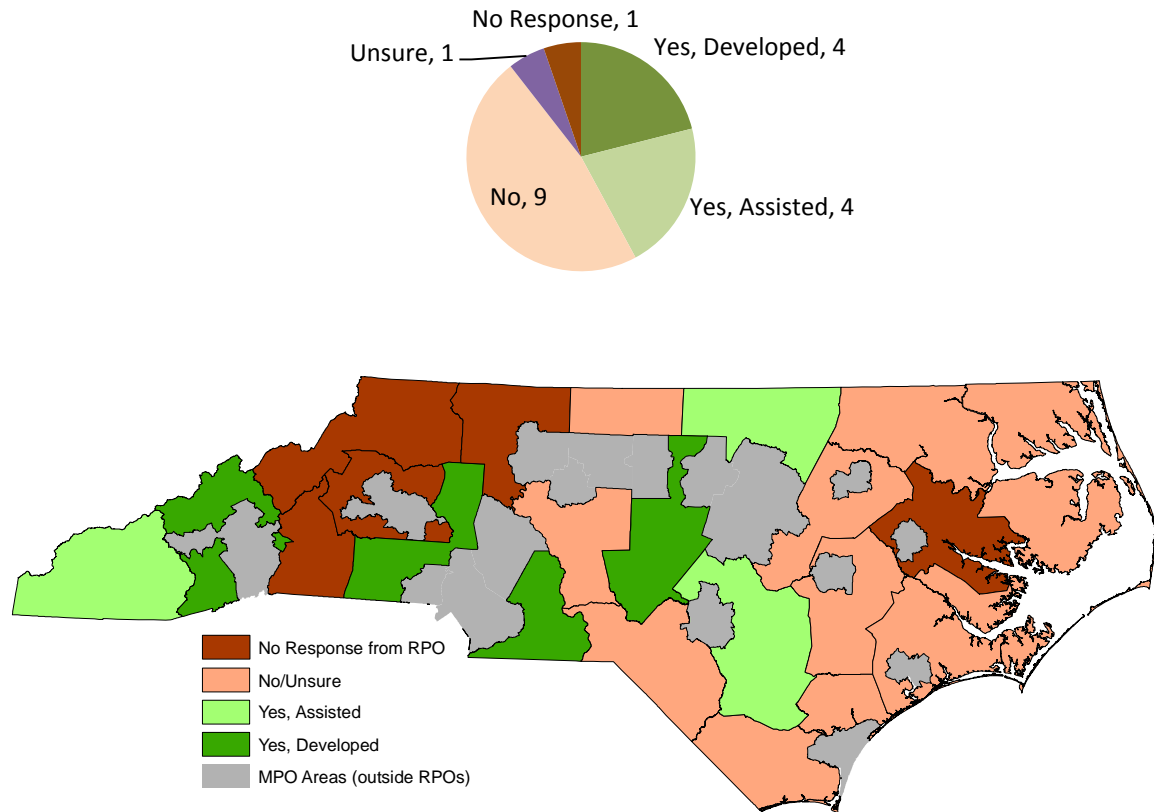 No Response, 1
Yes, Developed, 4
Unsure, 1
No, 9
Yes, Assisted, 4
No Response from RPO
No/Unsure
Yes, Assisted
Yes, Developed
MPO Areas (outside RPOs)